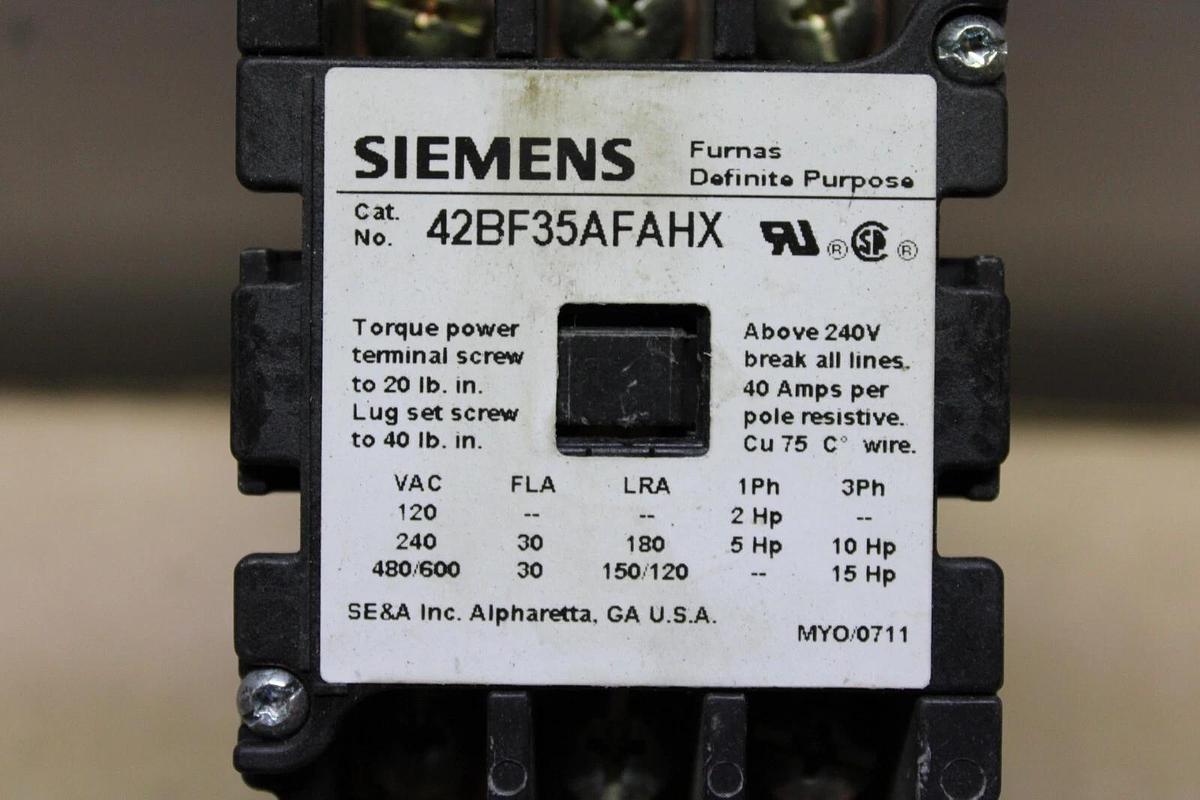 SIEMENS
Furnas
Definite Purpose
Cat.
No.
42BF35AFAHX
RU ® SP ®
Torque power
terminal screw
to 20 lb. in.
Lug set screw
to 40 lb. in.
Above 240V
break all lines.
40 Amps per
pole resistive.
Cu 75 C° wire.
VAC FLA LRA 1Ph 3Ph
120 -- -- 2 Hp --
240 30 180 5 Hp 10 Hp
480/600 30 150/120 -- 15 Hp
SE&A Inc. Alpharetta, GA U.S.A.
MYO/0711